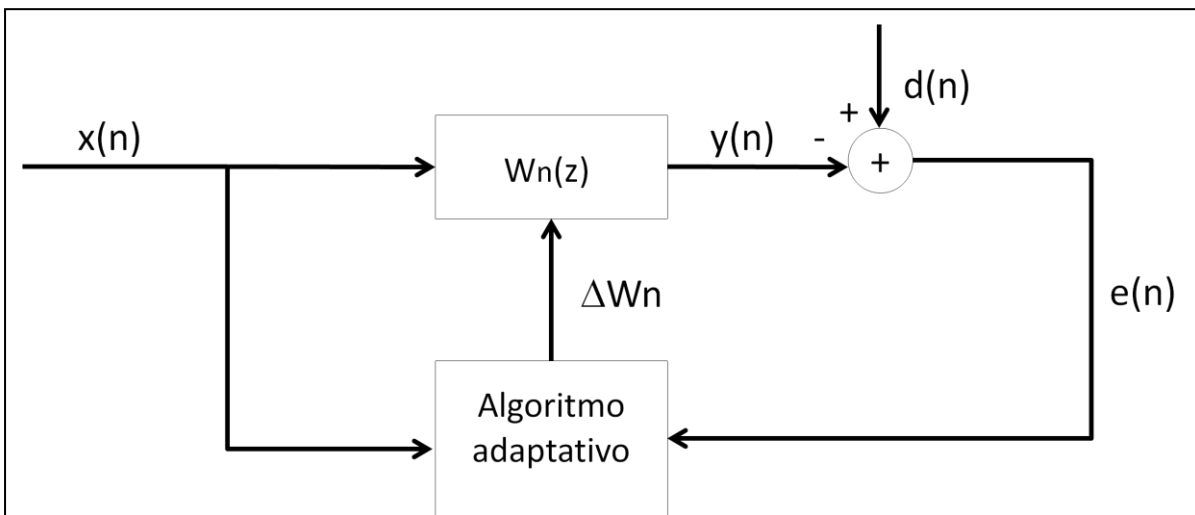 d(n)
x(n)
+
y(n)
-
Wn(z)
+
ΔWn
e(n)
Algoritmo
adaptativo